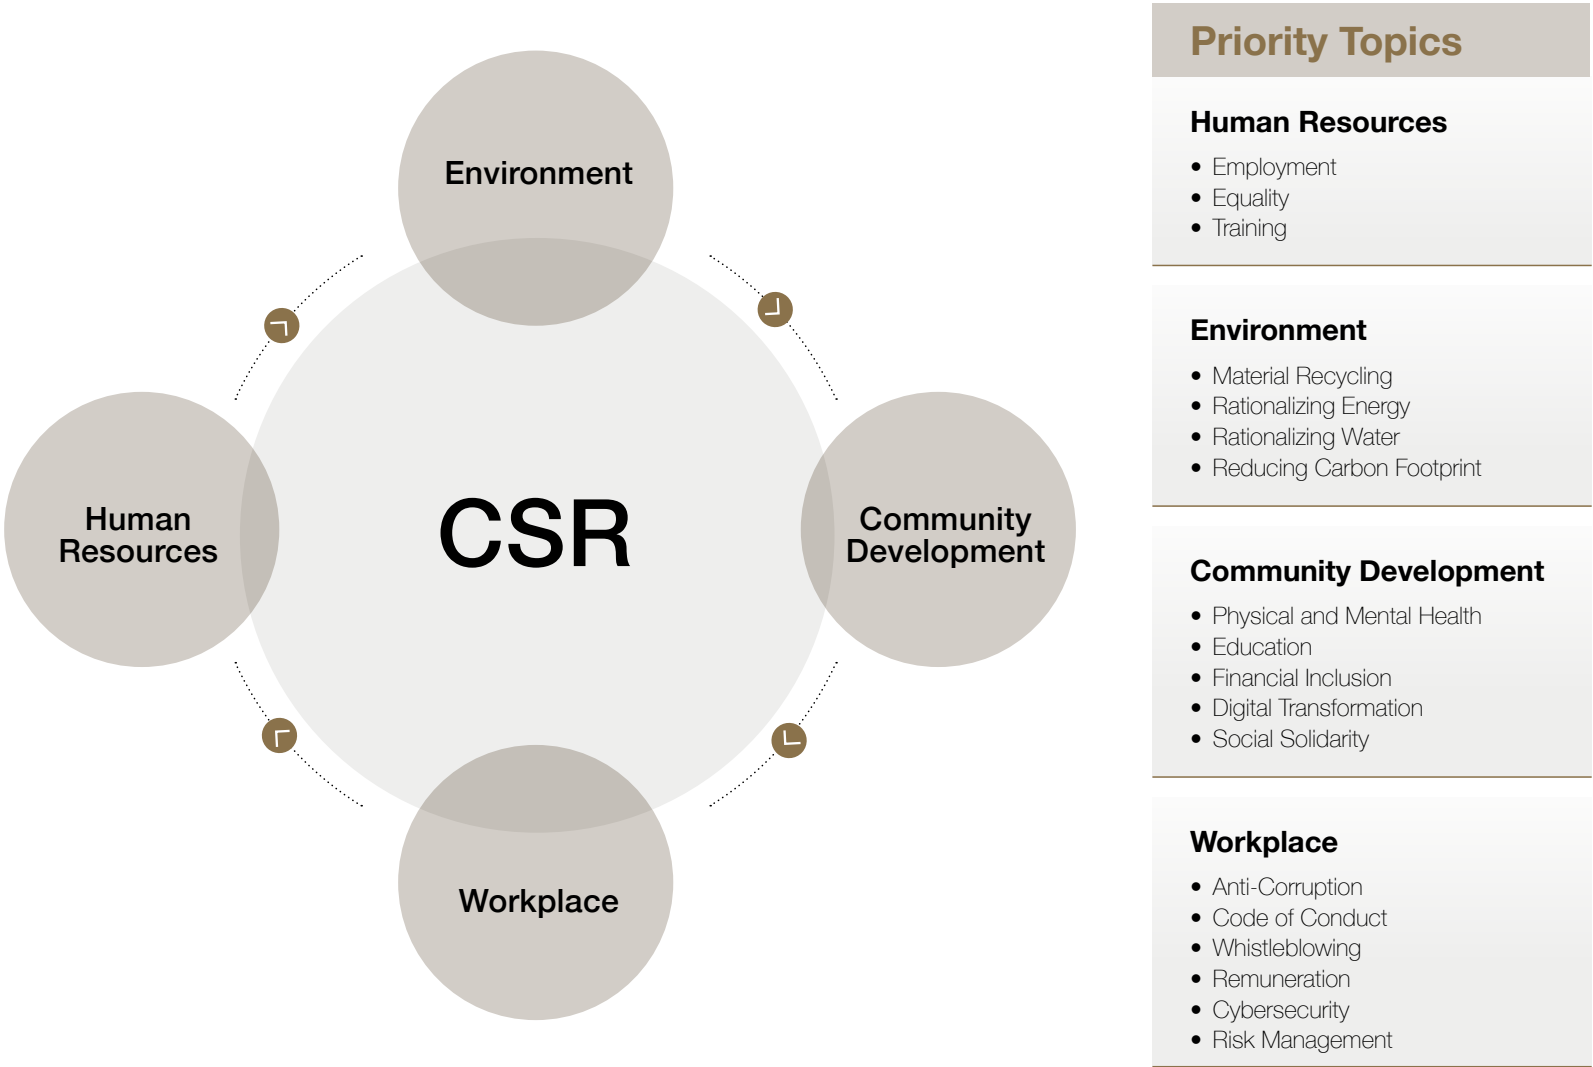 Environment
Human
Resources
CSR
Community
Development
Workplace
Priority Topics
Human Resources
• Employment
• Equality
• Training
Environment
• Material Recycling
• Rationalizing Energy
• Rationalizing Water
• Reducing Carbon Footprint
Community Development
• Physical and Mental Health
• Education
• Financial Inclusion
• Digital Transformation
• Social Solidarity
Workplace
• Anti-Corruption
• Code of Conduct
• Whistleblowing
• Remuneration
• Cybersecurity
• Risk Management